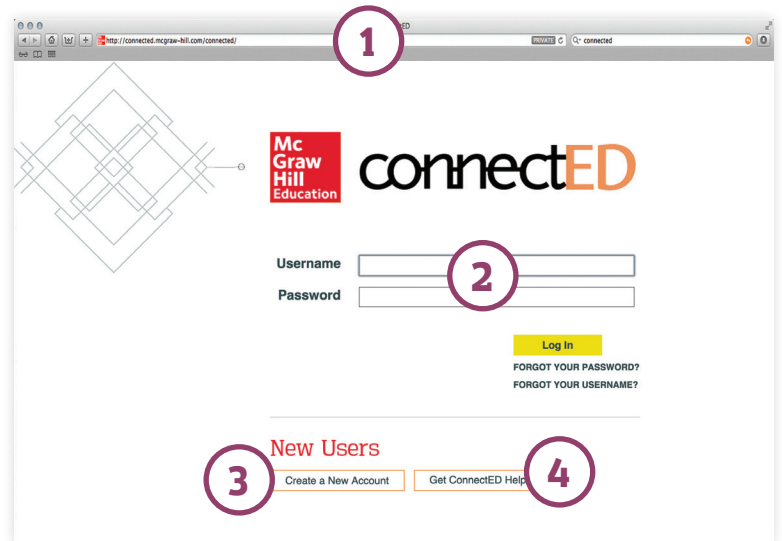 ED
http://connected.mcgraw-hill.com/connected/
PRIVATE
connected
1
Mc
Graw
Hill
Education
connectED
Username
2
Password
Log In
FORGOT YOUR PASSWORD?
FORGOT YOUR USERNAME?
New Users
3
Create a New Account
Get ConnectED Help
4